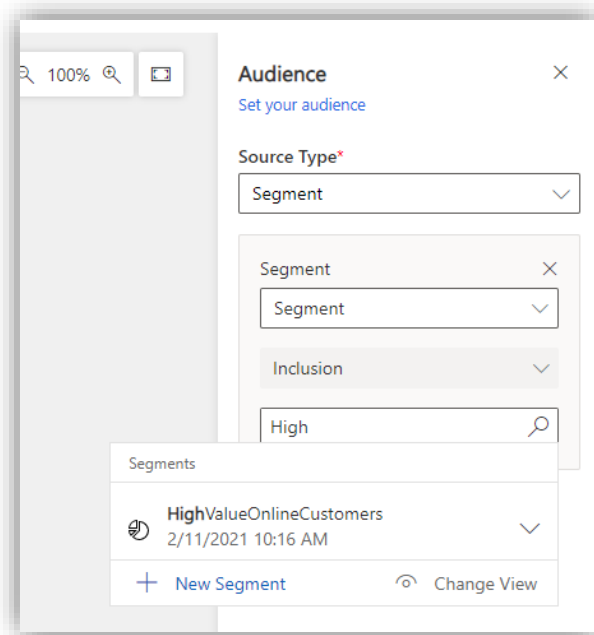 100%
Audience
Set your audience
Source Type*
Segment
Segment
Segment
Inclusion
High
Segments
HighValueOnlineCustomers
2/11/2021 10:16 AM
New Segment Change View